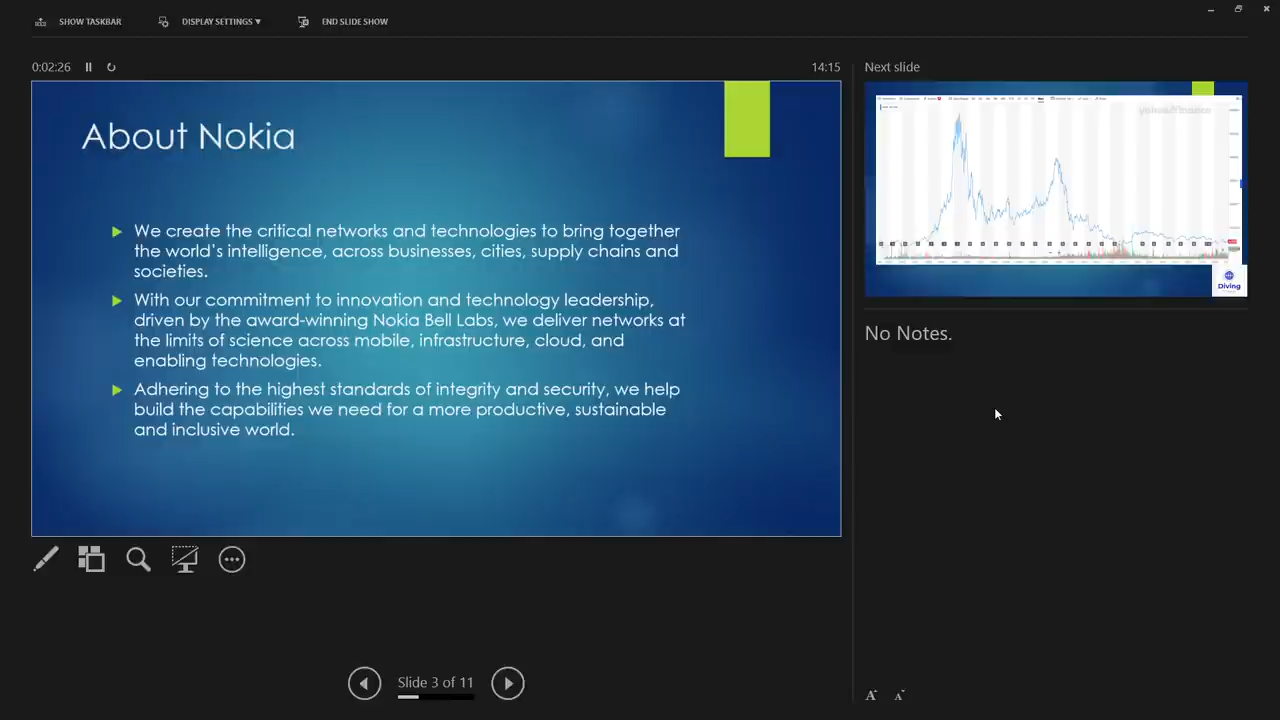 SHOW TASKBAR
DISPLAY SETTINGS ▼
END SLIDE SHOW
0:02:26
14:15
Next slide
About Nokia
We create the critical networks and technologies to bring together
the world's intelligence, across businesses, cities, supply chains and
societies.
With our commitment to innovation and technology leadership,
driven by the award-winning Nokia Bell Labs, we deliver networks at
the limits of science across mobile, infrastructure, cloud, and
enabling technologies.
Adhering to the highest standards of integrity and security, we help
build the capabilities we need for a more productive, sustainable
and inclusive world.
yahoo!finance
Diving
No Notes.
Slide 3 of 11
A
A